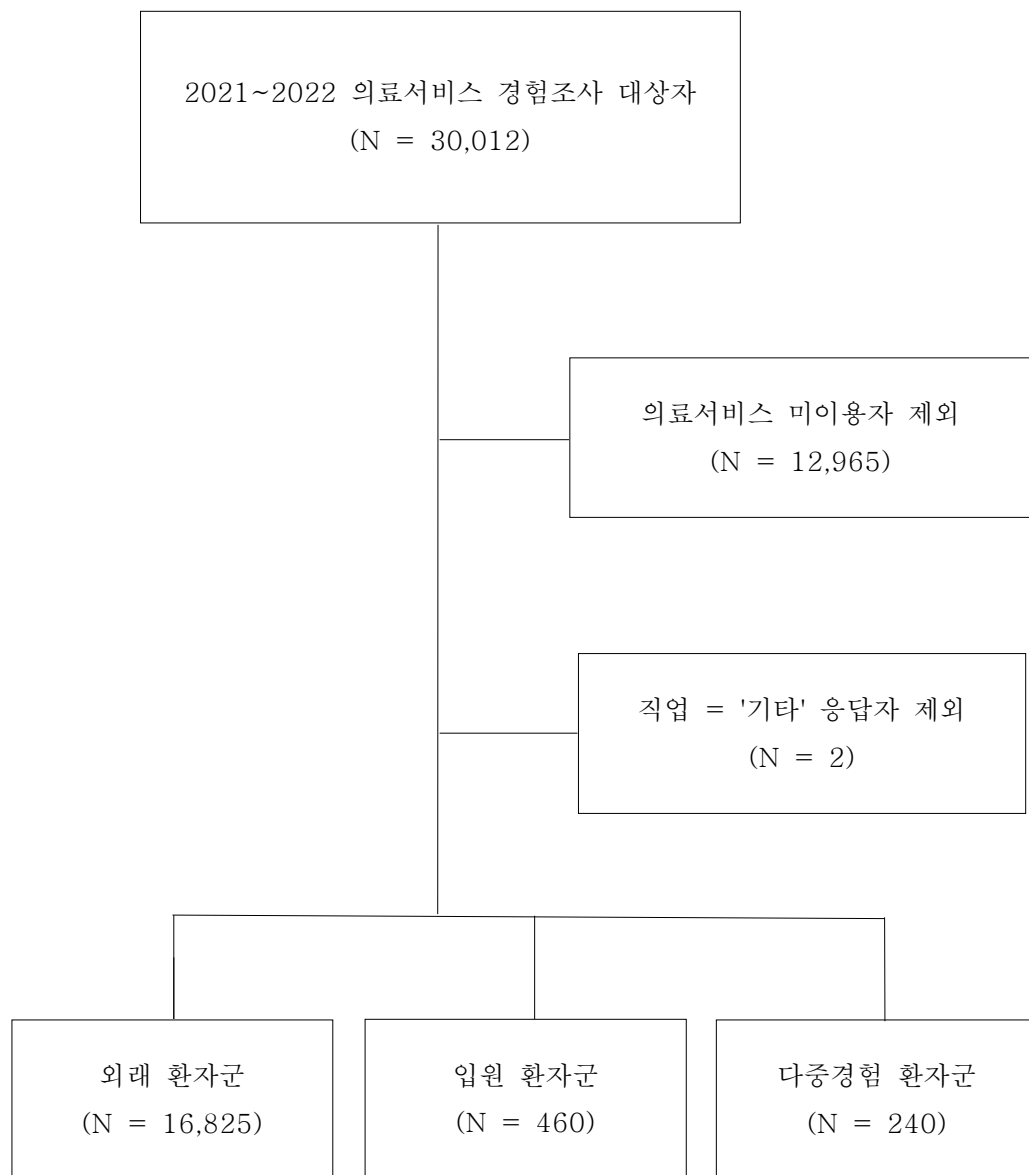 2021~2022 의료서비스 경험조사 대상자
(N = 30,012)
의료서비스 미이용자 제외
(N = 12,965)
직업 = '기타' 응답자 제외
(N = 2)
외래 환자군
(N = 16,825)
입원 환자군
(N = 460)
다중경험 환자군
(N = 240)